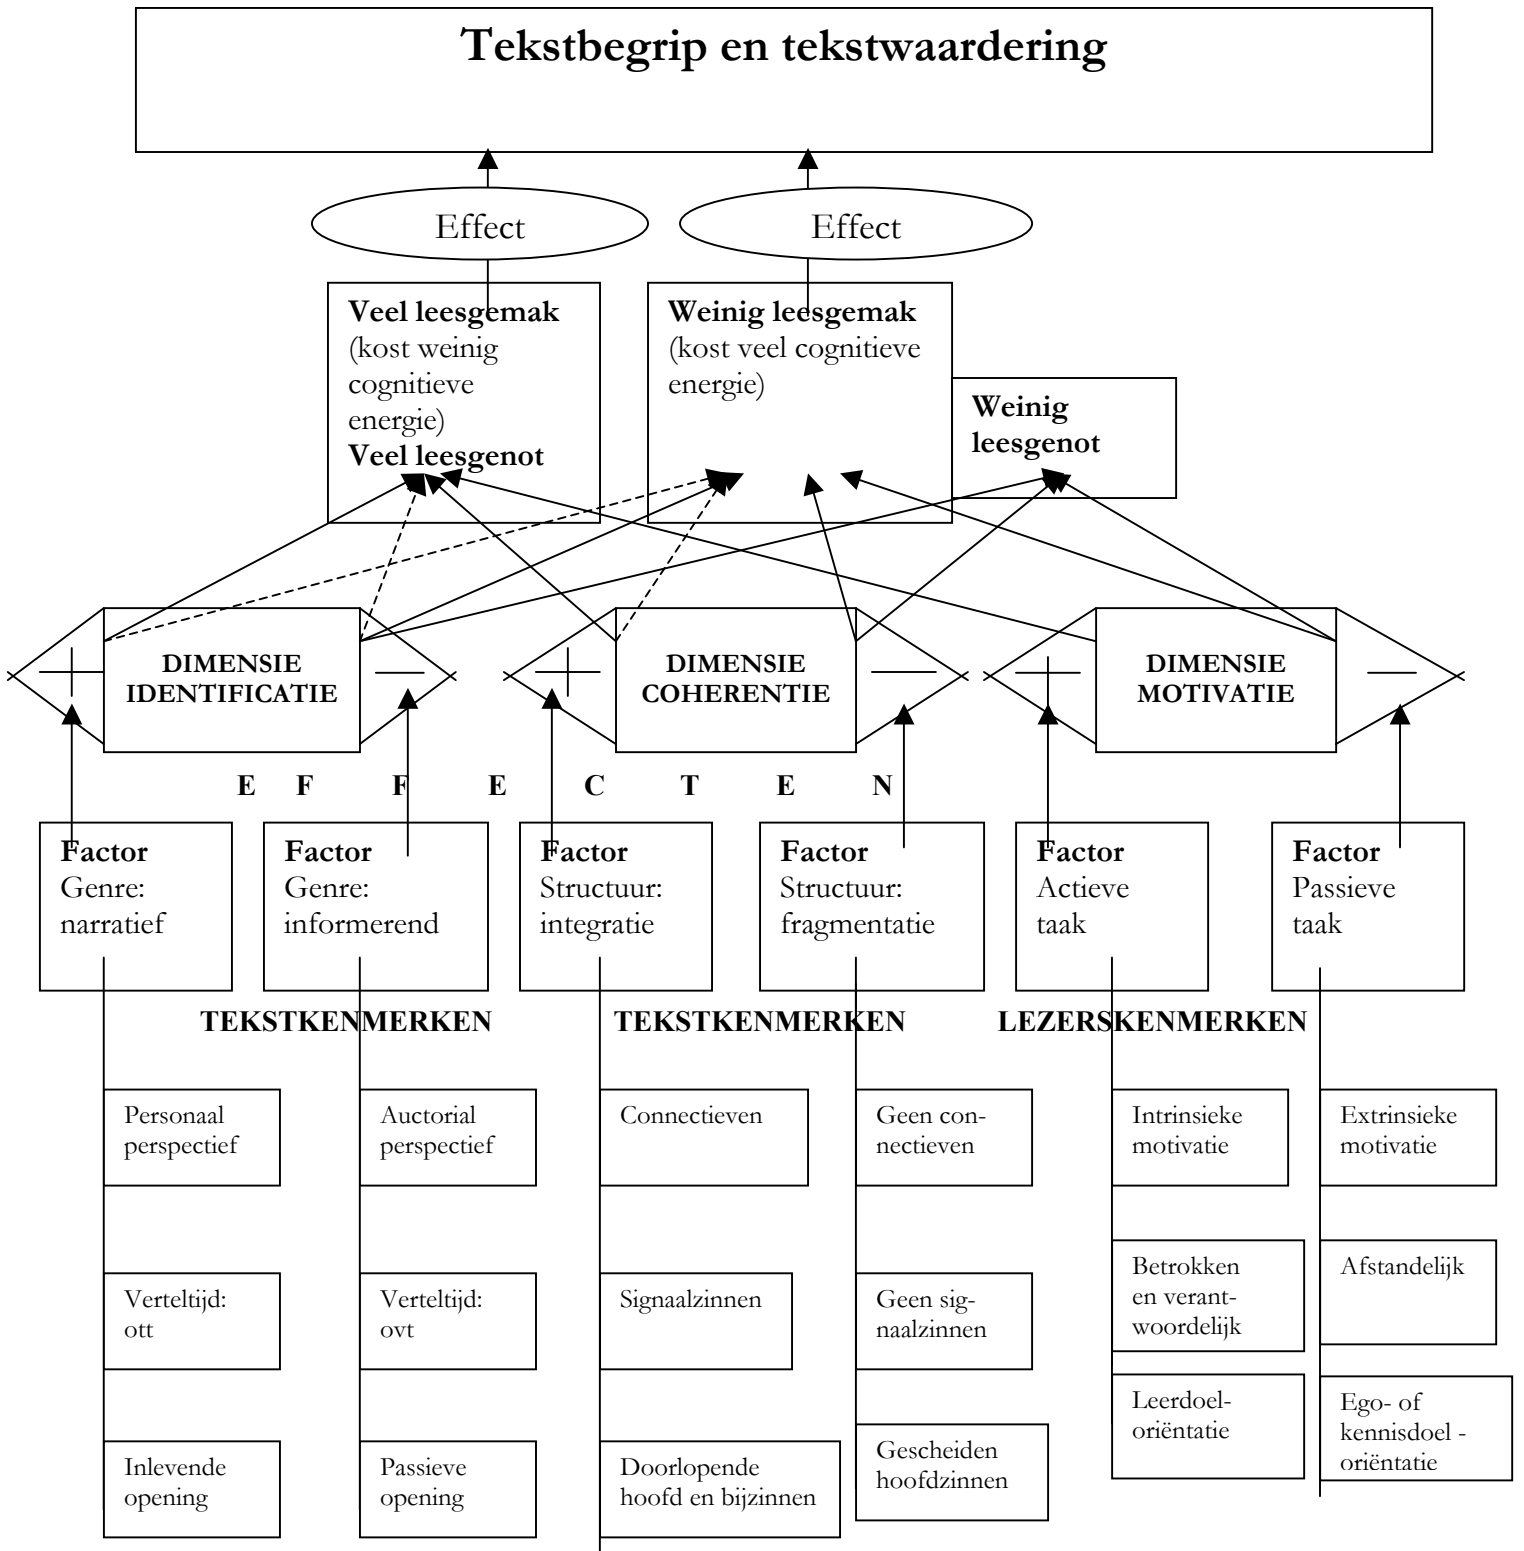 Tekstbegrip en tekstwaardering
Effect
Effect
Veel leesgemak
(kost weinig
cognitieve
energie)
Veel leesgenot
Weinig leesgemak
(kost veel cognitieve
energie)
Weinig
leesgenot
DIMENSIE
IDENTIFICATIE
DIMENSIE
COHERENTIE
DIMENSIE
MOTIVATIE
E F F E C T E N
Factor
Genre:
narratief
Factor
Genre:
informerend
Factor
Structuur:
integratie
Factor
Structuur:
fragmentatie
Factor
Actieve
taak
Factor
Passieve
taak
TEKSTKENMERKEN
TEKSTKENMERKEN
LEZERSKENMERKEN
Personaal
perspectief
Auctorial
perspectief
Connectieven
Geen con-
nectieven
Intrinsieke
motivatie
Extrinsieke
motivatie
Verteltijd:
ott
Verteltijd:
ovt
Signaalzinnen
Geen sig-
naalzinnen
Betrokken
en verant-
woordelijk
Afstandelijk
Inlevende
opening
Passieve
opening
Doorlopende
hoofd en bijzinnen
Gescheiden
hoofdzinnen
Leerdoel-
oriëntatie
Ego- of
kennisdoel -
oriëntatie